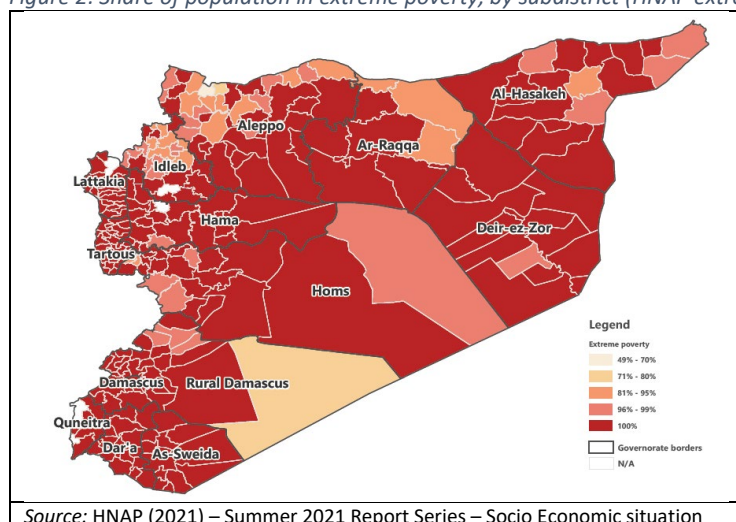 Figure 2: Share of population in extreme poverty, by subdistrict (HNAP extre
Al-Hasakeh
Aleppo
Ar-Raqqa
Idleb
Lattakia
Hama
Deir-ez-Zor
Tartous
Homs
Legend
Extreme poverty
49% - 70%
71% - 80%
81% - 95%
96% - 99%
100%
Governorate borders
N/A
Damascus
Rural Damascus
Quneitra
Dar'a
As-Sweida
Source: HNAP (2021) – Summer 2021 Report Series – Socio Economic situation